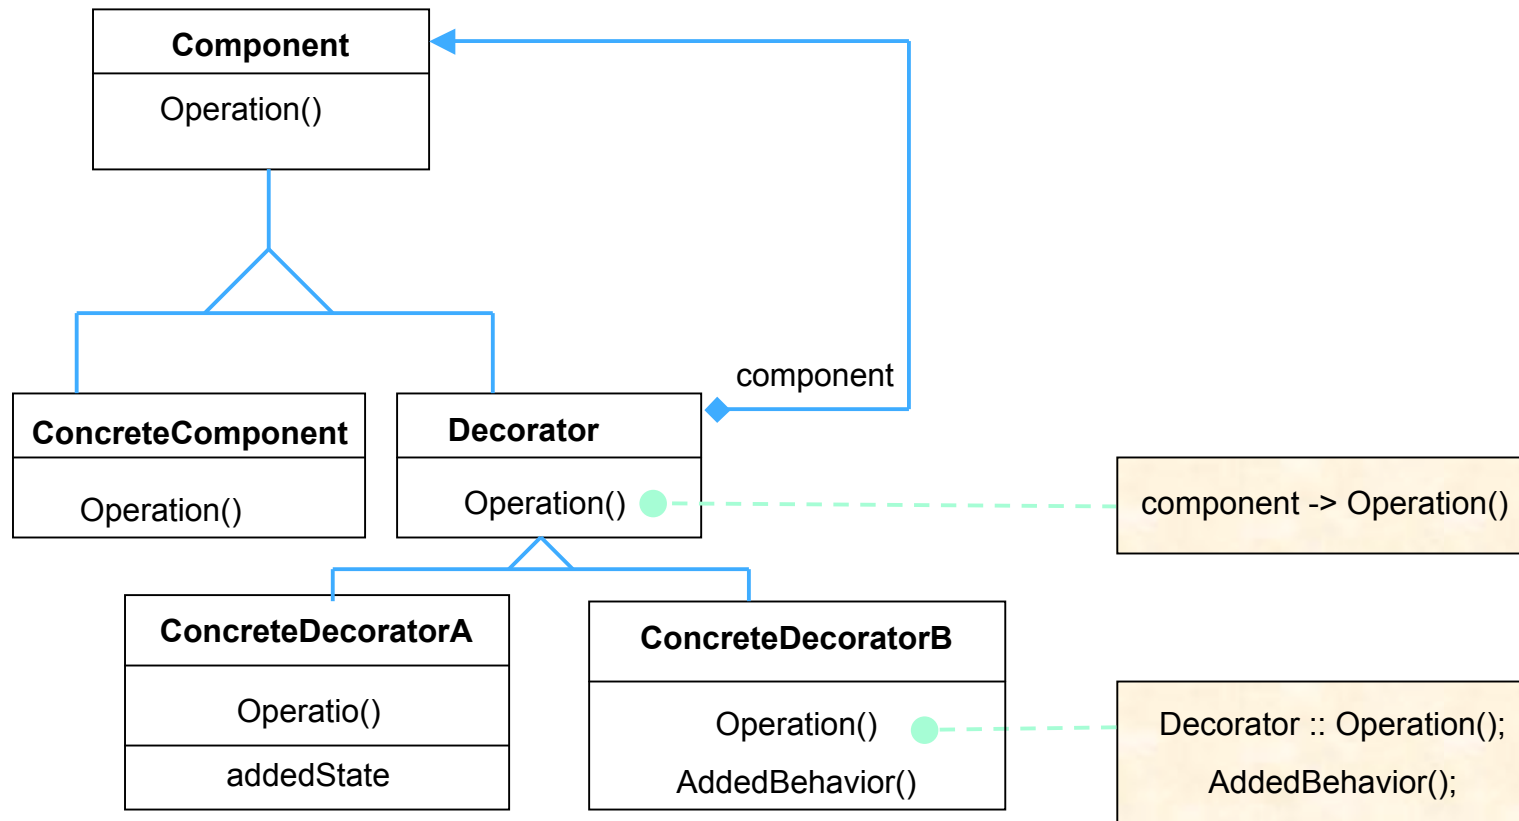 Component
Operation()
component
ConcreteComponent
Operation()
Decorator
Operation()
component -> Operation()
ConcreteDecoratorA
Operatio()
addedState
ConcreteDecoratorB
Operation()
AddedBehavior()
Decorator :: Operation();
AddedBehavior();